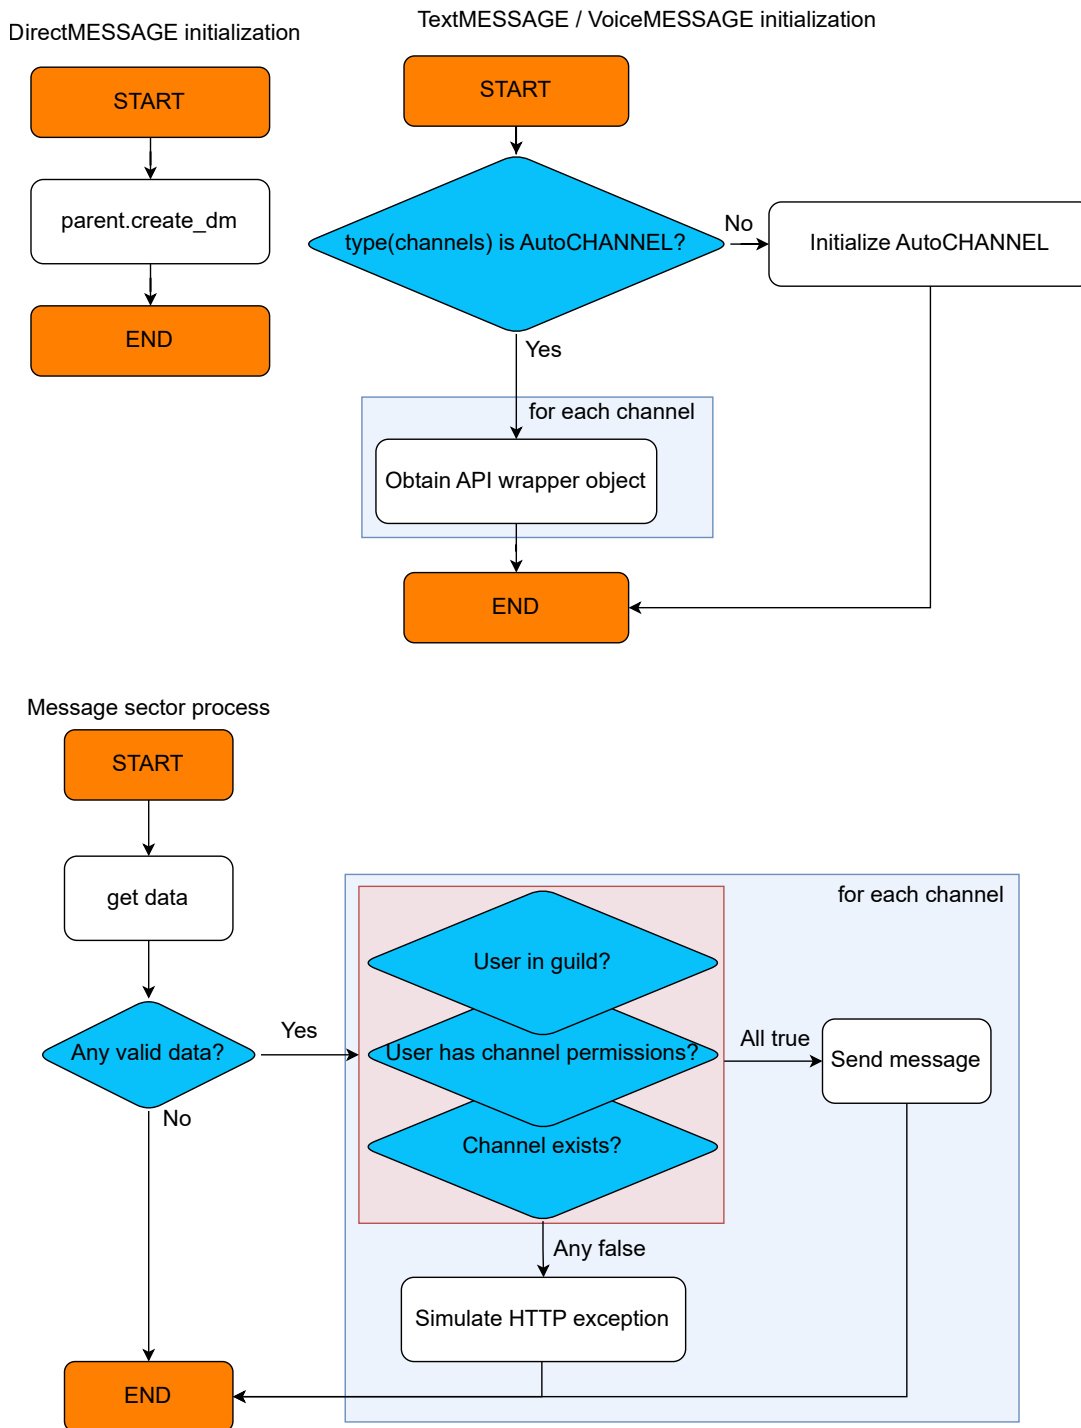 DirectMESSAGE initialization
START
parent.create_dm
END
TextMESSAGE / VoiceMESSAGE initialization
START
type(channels) is AutoCHANNEL?
No
Initialize AutoCHANNEL
Yes
for each channel
Obtain API wrapper object
END
Message sector process
START
get data
Any valid data?
Yes
No
for each channel
User in guild?
User has channel permissions?
Channel exists?
All true
Send message
Any false
Simulate HTTP exception
END